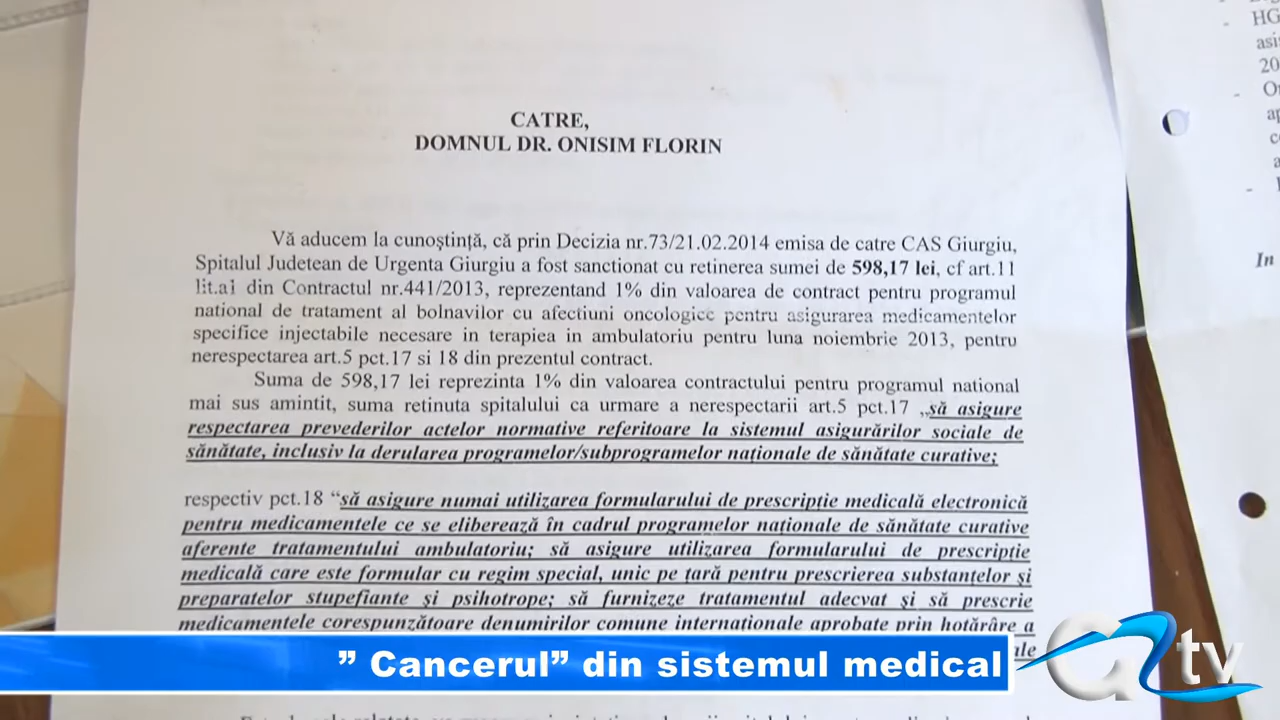 CATRE,
DOMNUL DR. ONISIM FLORIN
Vă aducem la cunoştinţă, că prin Decizia nr.73/21.02.2014 emisa de catre CAS Giurgiu,
Spitalul Judetean de Urgenta Giurgiu a fost sanctionat cu retinerea sumei de 598,17 lei, cf art.11
lit.a1 din Contractul nr.441/2013, reprezentand 1% din valoarea de contract pentru programul
national de tratament al bolnavilor cu afectiuni oncologice pentru asigurarea medicamentelor
specifice injectabile necesare in terapiea in ambulatoriu pentru luna noiembrie 2013, pentru
nerespectarea art.5 pct.17 si 18 din prezentul contract.
Suma de 598,17 lei reprezinta 1% din valoarea contractului pentru programul national
mai sus amintit, suma retinuta spitalului ca urmare a nerespectarii art.5 pct.17 „să asigure
respectarea prevederilor actelor normative referitoare la sistemul asigurărilor sociale de
sănătate, inclusiv la derularea programelor/subprogramelor naţionale de sănătate curative;
respectiv pct.18 “să asigure numai utilizarea formularului de prescripţie medicală electronică
pentru medicamentele ce se eliberează în cadrul programelor naţionale de sănătate curative
aferente tratamentului ambulatoriu; să asigure utilizarea formularului de prescripţie
medicală care este formular cu regim special, unic pe ţară pentru prescrierea substanţelor şi
preparatelor stupefiante şi psihotrope; să furnizeze tratamentul adecvat şi să prescrie
medicamentele corespunzătoare denumirilor comune internaţionale aprobate prin hotărâre a
” Cancerul” din sistemul medical
tv
HG
20
In